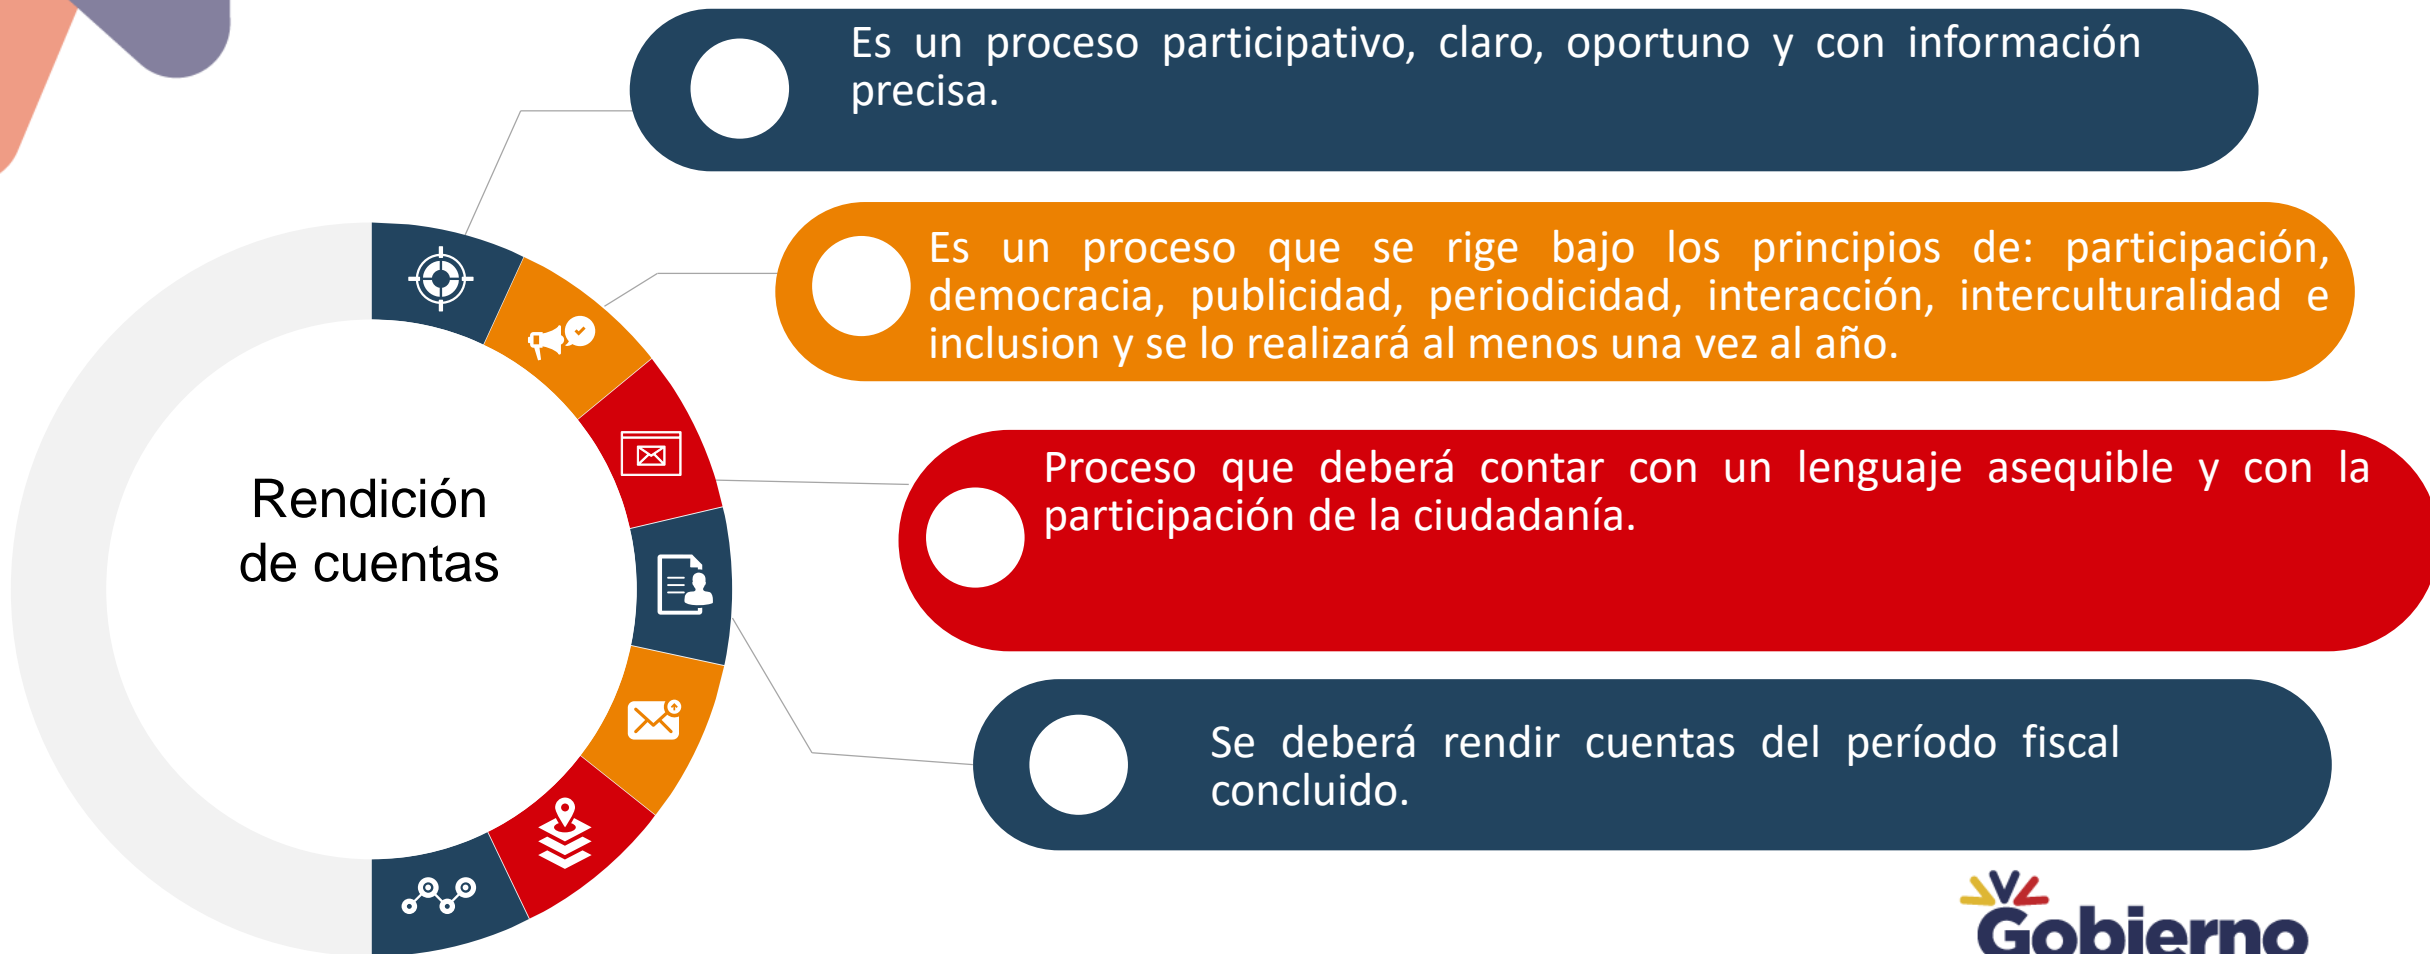 Es un proceso participativo, claro, oportuno y con información
precisa.
Es un proceso que se rige bajo los principios de: participación,
democracia, publicidad, periodicidad, interacción, interculturalidad e
inclusion y se lo realizará al menos una vez al año.
Proceso que deberá contar con un lenguaje asequible y con la
participación de la ciudadanía.
Rendición
de cuentas
Se deberá rendir cuentas del período fiscal
concluido.
Gobierno